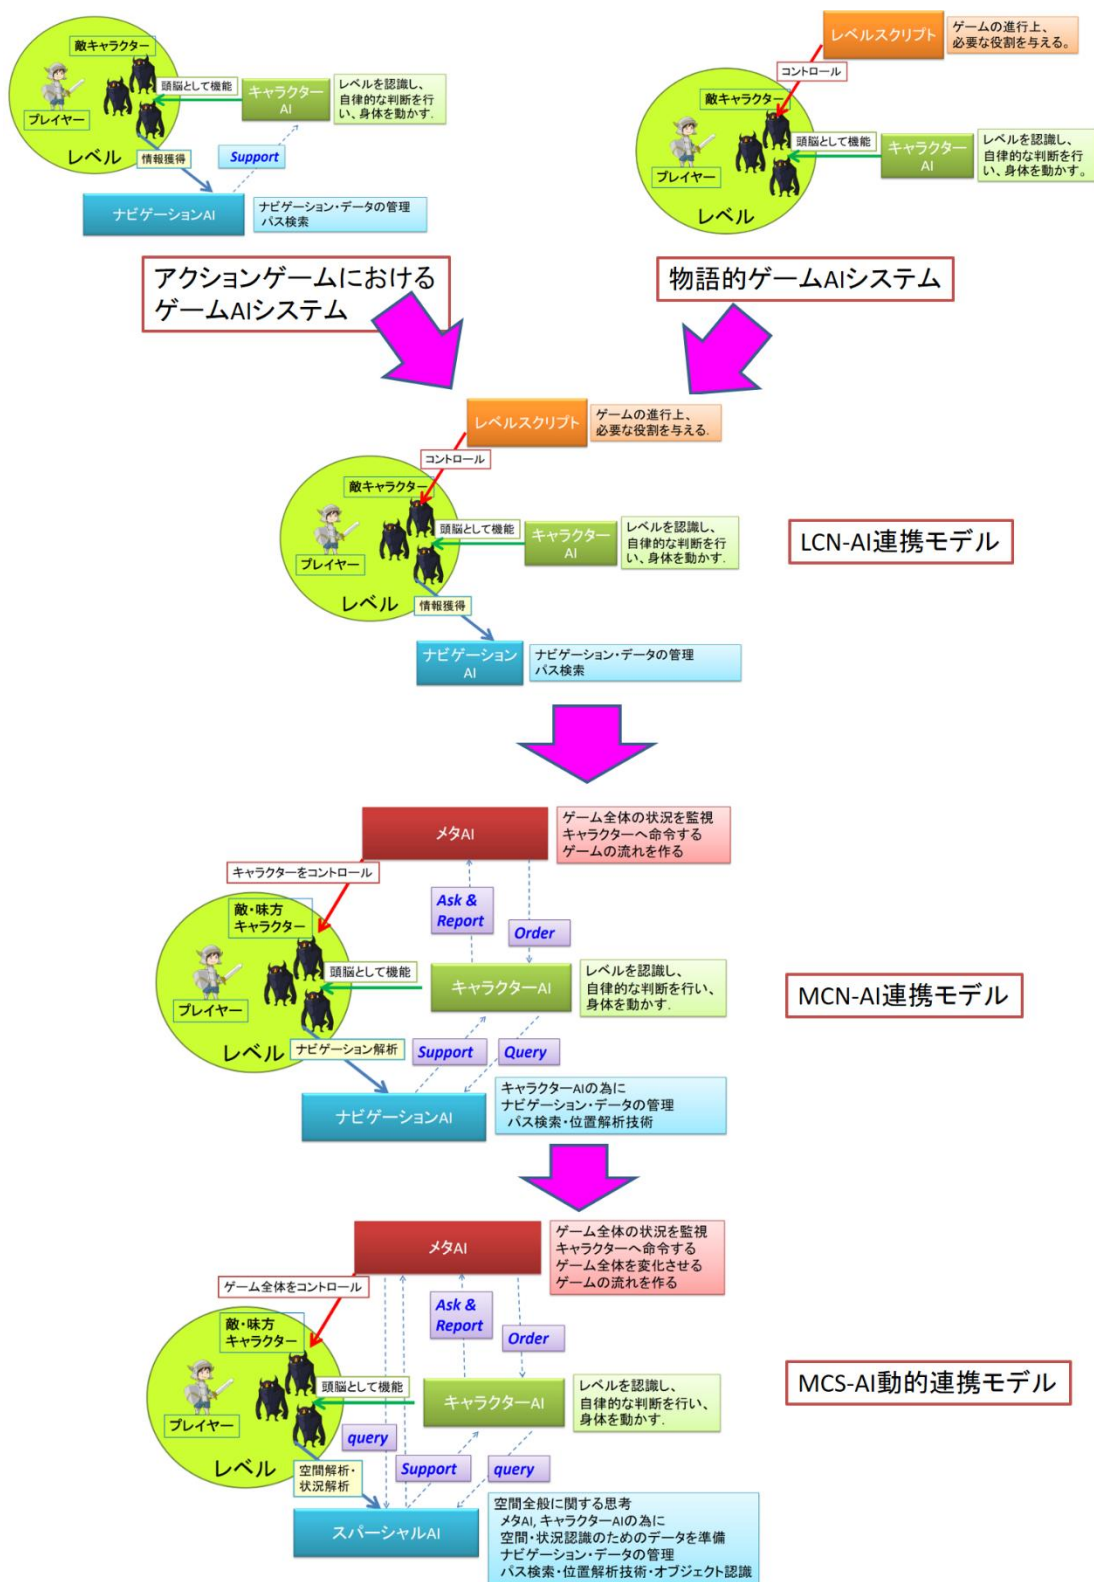 敵キャラクター
プレイヤー
レベル
頭脳として機能
キャラクター
AI
レベルを認識し、
自律的な判断を行
い、身体を動かす.
情報獲得
Support
ナビゲーションAI
ナビゲーション・データの管理
パス検索
アクションゲームにおける
ゲームAIシステム
レベルスクリプト
ゲームの進行上、
必要な役割を与える。
コントロール
敵キャラクター
プレイヤー
レベル
頭脳として機能
キャラクター
AI
レベルを認識し、
自律的な判断を行
い、身体を動かす。
物語的ゲームAIシステム
レベルスクリプト
ゲームの進行上、
必要な役割を与える.
コントロール
敵キャラクター
プレイヤー
レベル
頭脳として機能
キャラクター
AI
レベルを認識し、
自律的な判断を行
い、身体を動かす.
情報獲得
ナビゲーション
AI
ナビゲーション・データの管理
パス検索
LCN-AI連携モデル
メタAI
ゲーム全体の状況を監視
キャラクターへ命令する
ゲームの流れを作る
キャラクターをコントロール
敵・味方
キャラクター
プレイヤー
レベル
Ask &
Report
Order
頭脳として機能
キャラクターAI
レベルを認識し、
自律的な判断を行い、
身体を動かす.
ナビゲーション解析
Support
Query
ナビゲーションAI
キャラクターAIの為に
ナビゲーション・データの管理
パス検索・位置解析技術
MCN-AI連携モデル
メタAI
ゲーム全体の状況を監視
キャラクターへ命令する
ゲーム全体を変化させる
ゲームの流れを作る
ゲーム全体をコントロール
敵・味方
キャラクター
プレイヤー
レベル
Ask &
Report
Order
頭脳として機能
キャラクターAI
レベルを認識し、
自律的な判断を行い、
身体を動かす.
query
Support
query
空間解析・
状況解析
スパーシャルAI
空間全般に関する思考
メタAI, キャラクターAIの為に
空間・状況認識のためのデータを準備
ナビゲーション・データの管理
パス検索・位置解析技術・オブジェクト認識
MCS-AI動的連携モデル